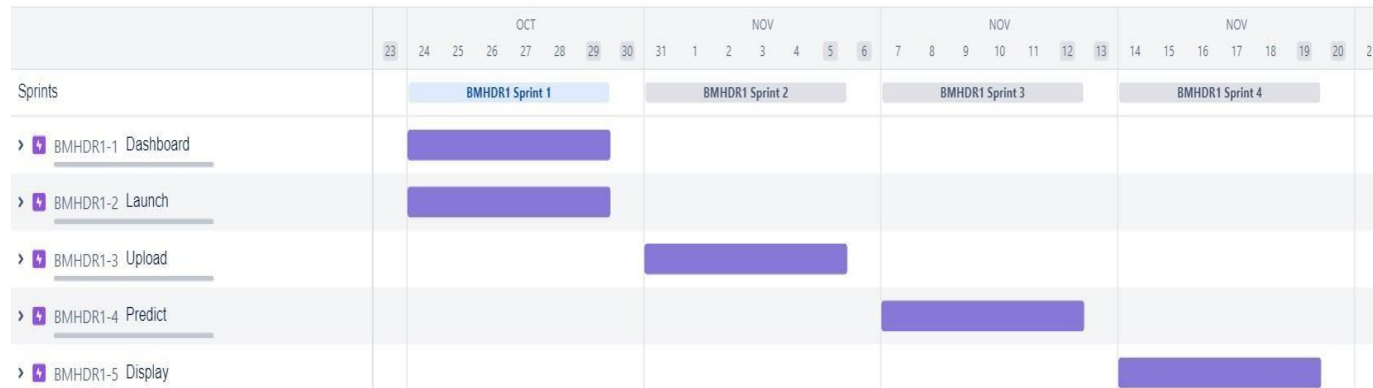 OCT NOV NOV NOV
23 24 25 26 27 28 29 30 31 1 2 3 4 5 6 7 8 9 10 11 12 13 14 15 16 17 18 19 20
Sprints BMHDR1 Sprint 1 BMHDR1 Sprint 2 BMHDR1 Sprint 3 BMHDR1 Sprint 4
BMHDR1-1 Dashboard
BMHDR1-2 Launch
BMHDR1-3 Upload
BMHDR1-4 Predict
BMHDR1-5 Display